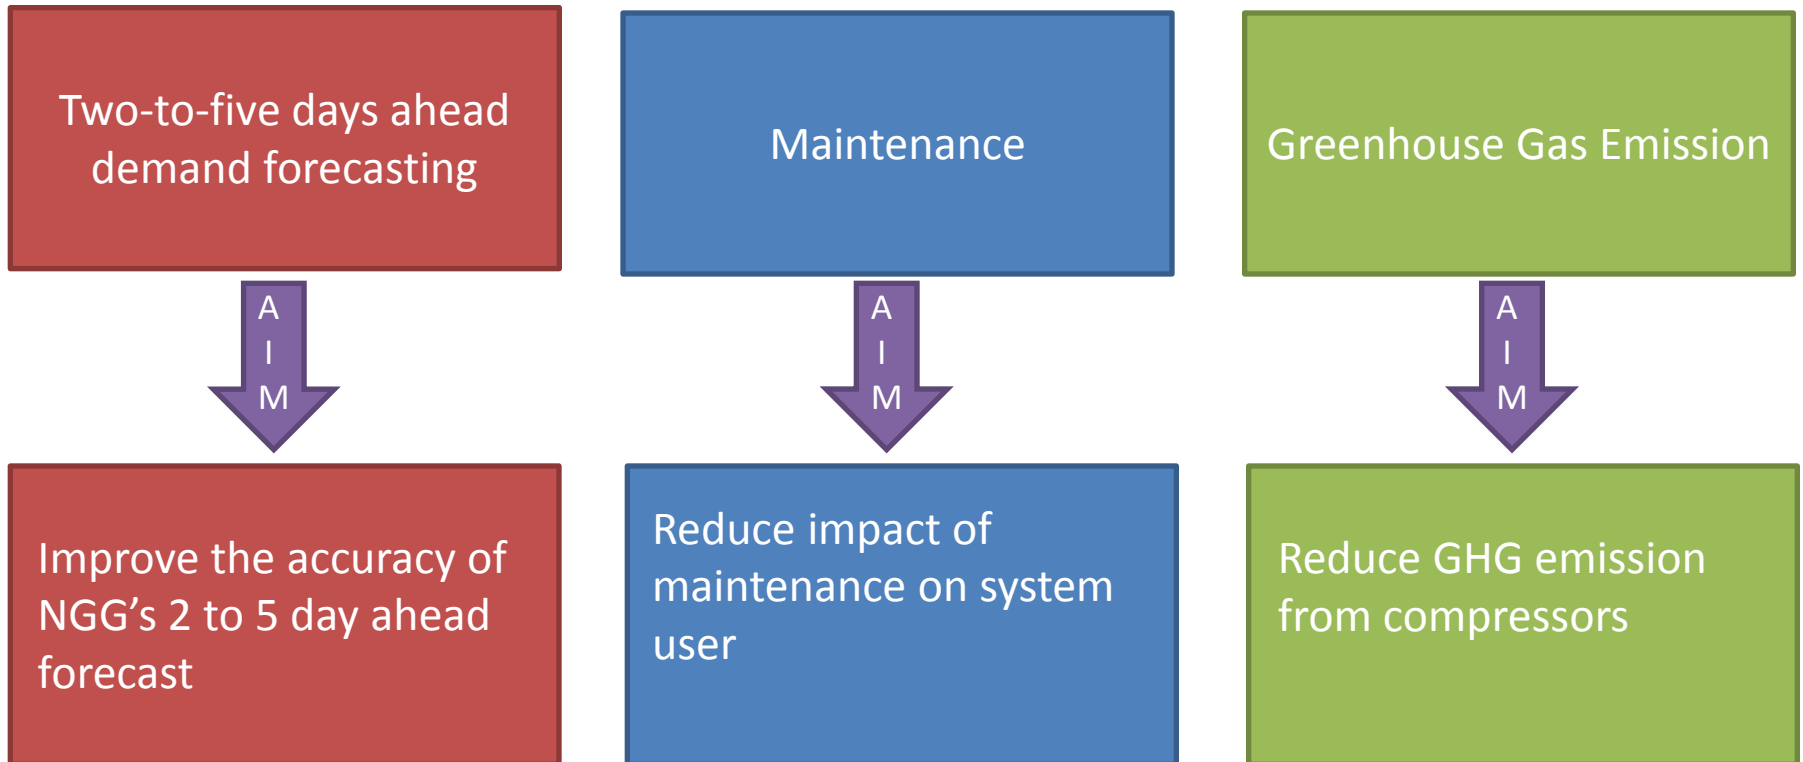 Two-to-five days ahead
demand forecasting
Maintenance
Greenhouse Gas Emission
A
I
M
A
I
M
A
I
M
Improve the accuracy of
NGG’s 2 to 5 day ahead
forecast
Reduce impact of
maintenance on system
user
Reduce GHG emission
from compressors